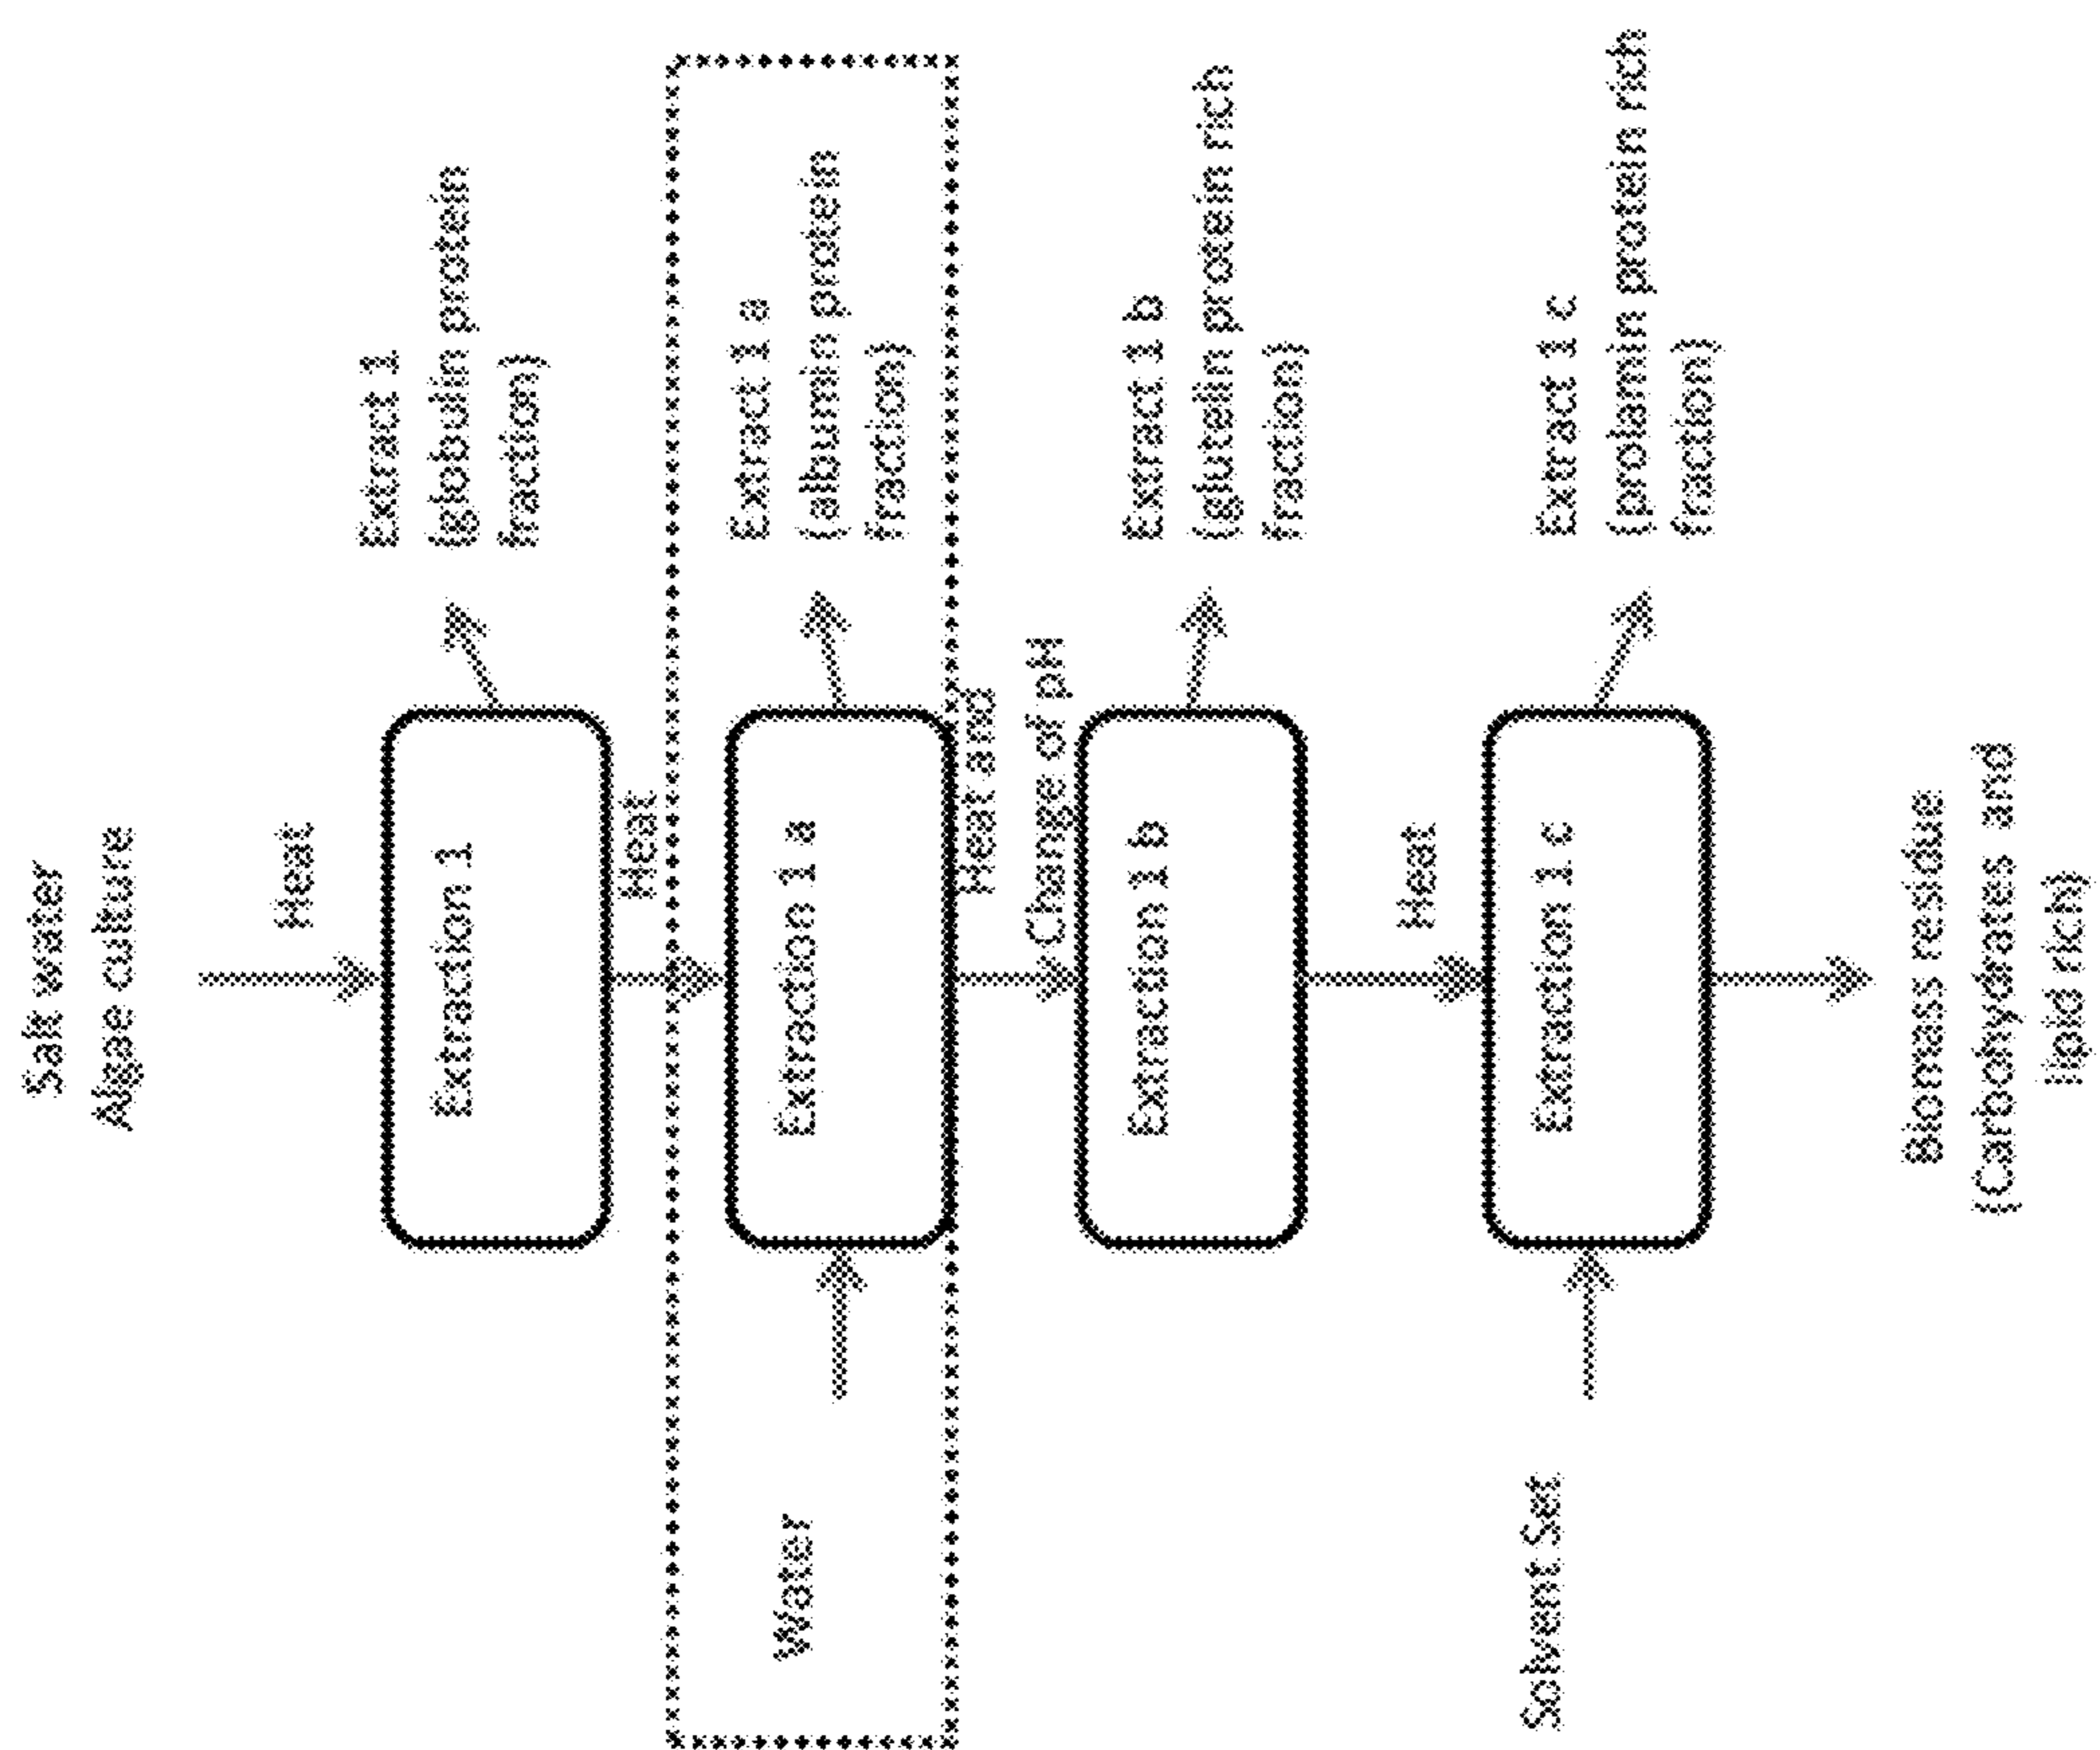 Salt water
Algae culture
Heat
Extraction 1
Extract 1
(globulin protein
fraction)
Heat
Water
Extraction 1 a
Extract 1 a
(albumin protein
fraction)
Heat and
Change of pH
Extraction 1 b
Extract 1 b
(glutelin protein rich
fraction)
Heat
Solvent Set
Extraction 1c
Extract 1 c
(prolamin protein rich
fraction)
Biomass residue
(Carbohydrates and
lipid rich)